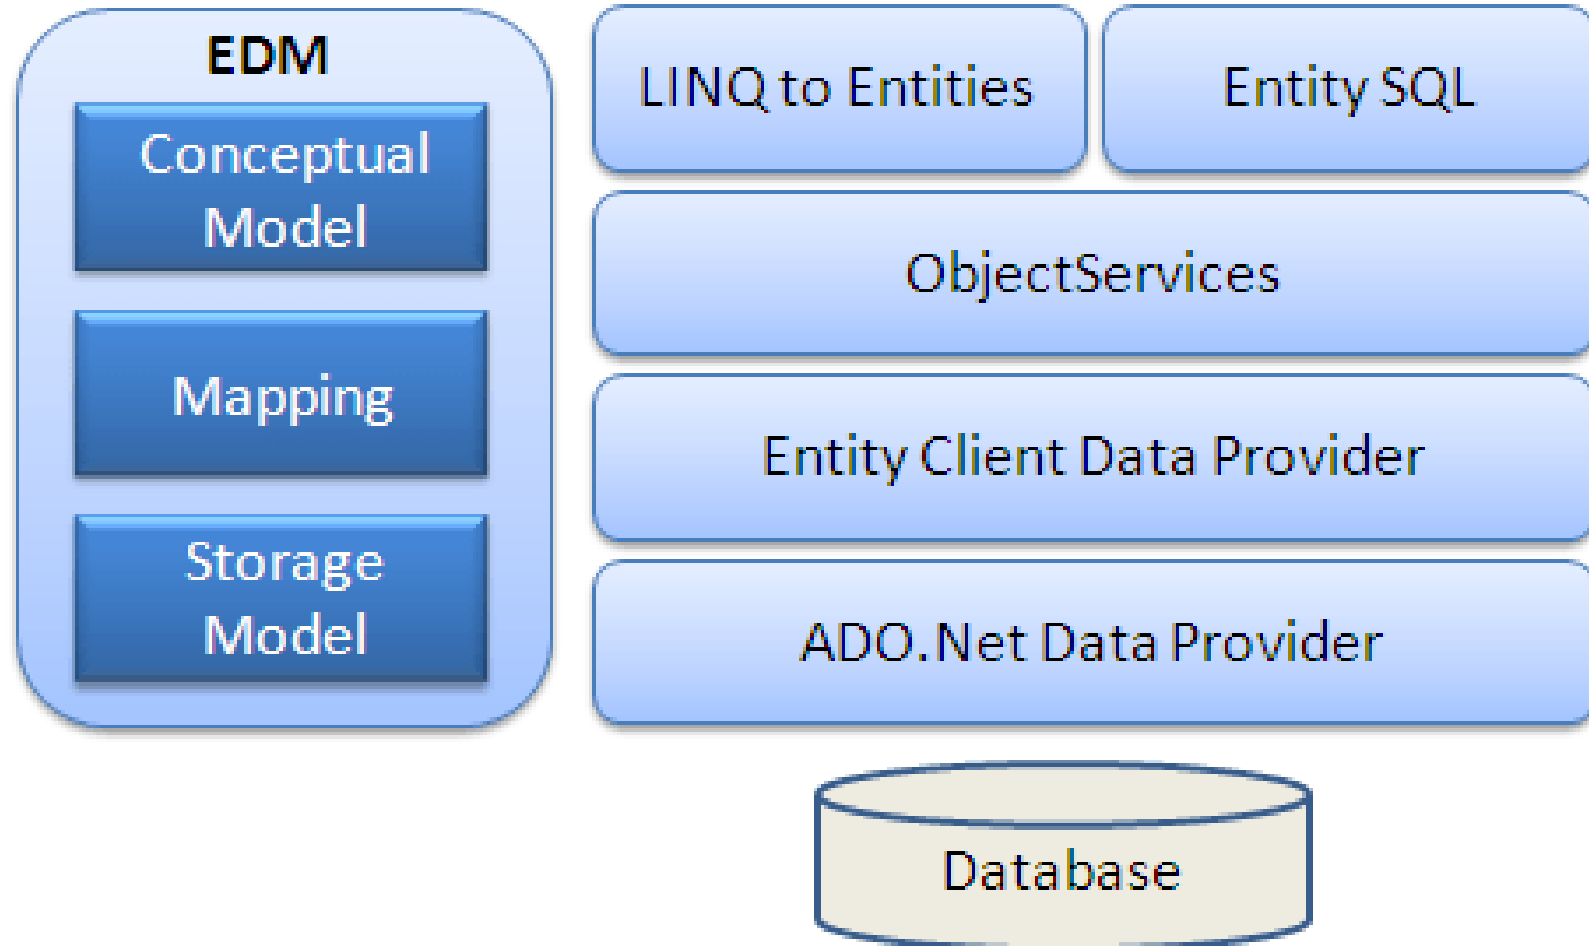 EDM
Conceptual
Model
Mapping
Storage
Model
LINQ to Entities
Entity SQL
ObjectServices
Entity Client Data Provider
ADO.Net Data Provider
Database